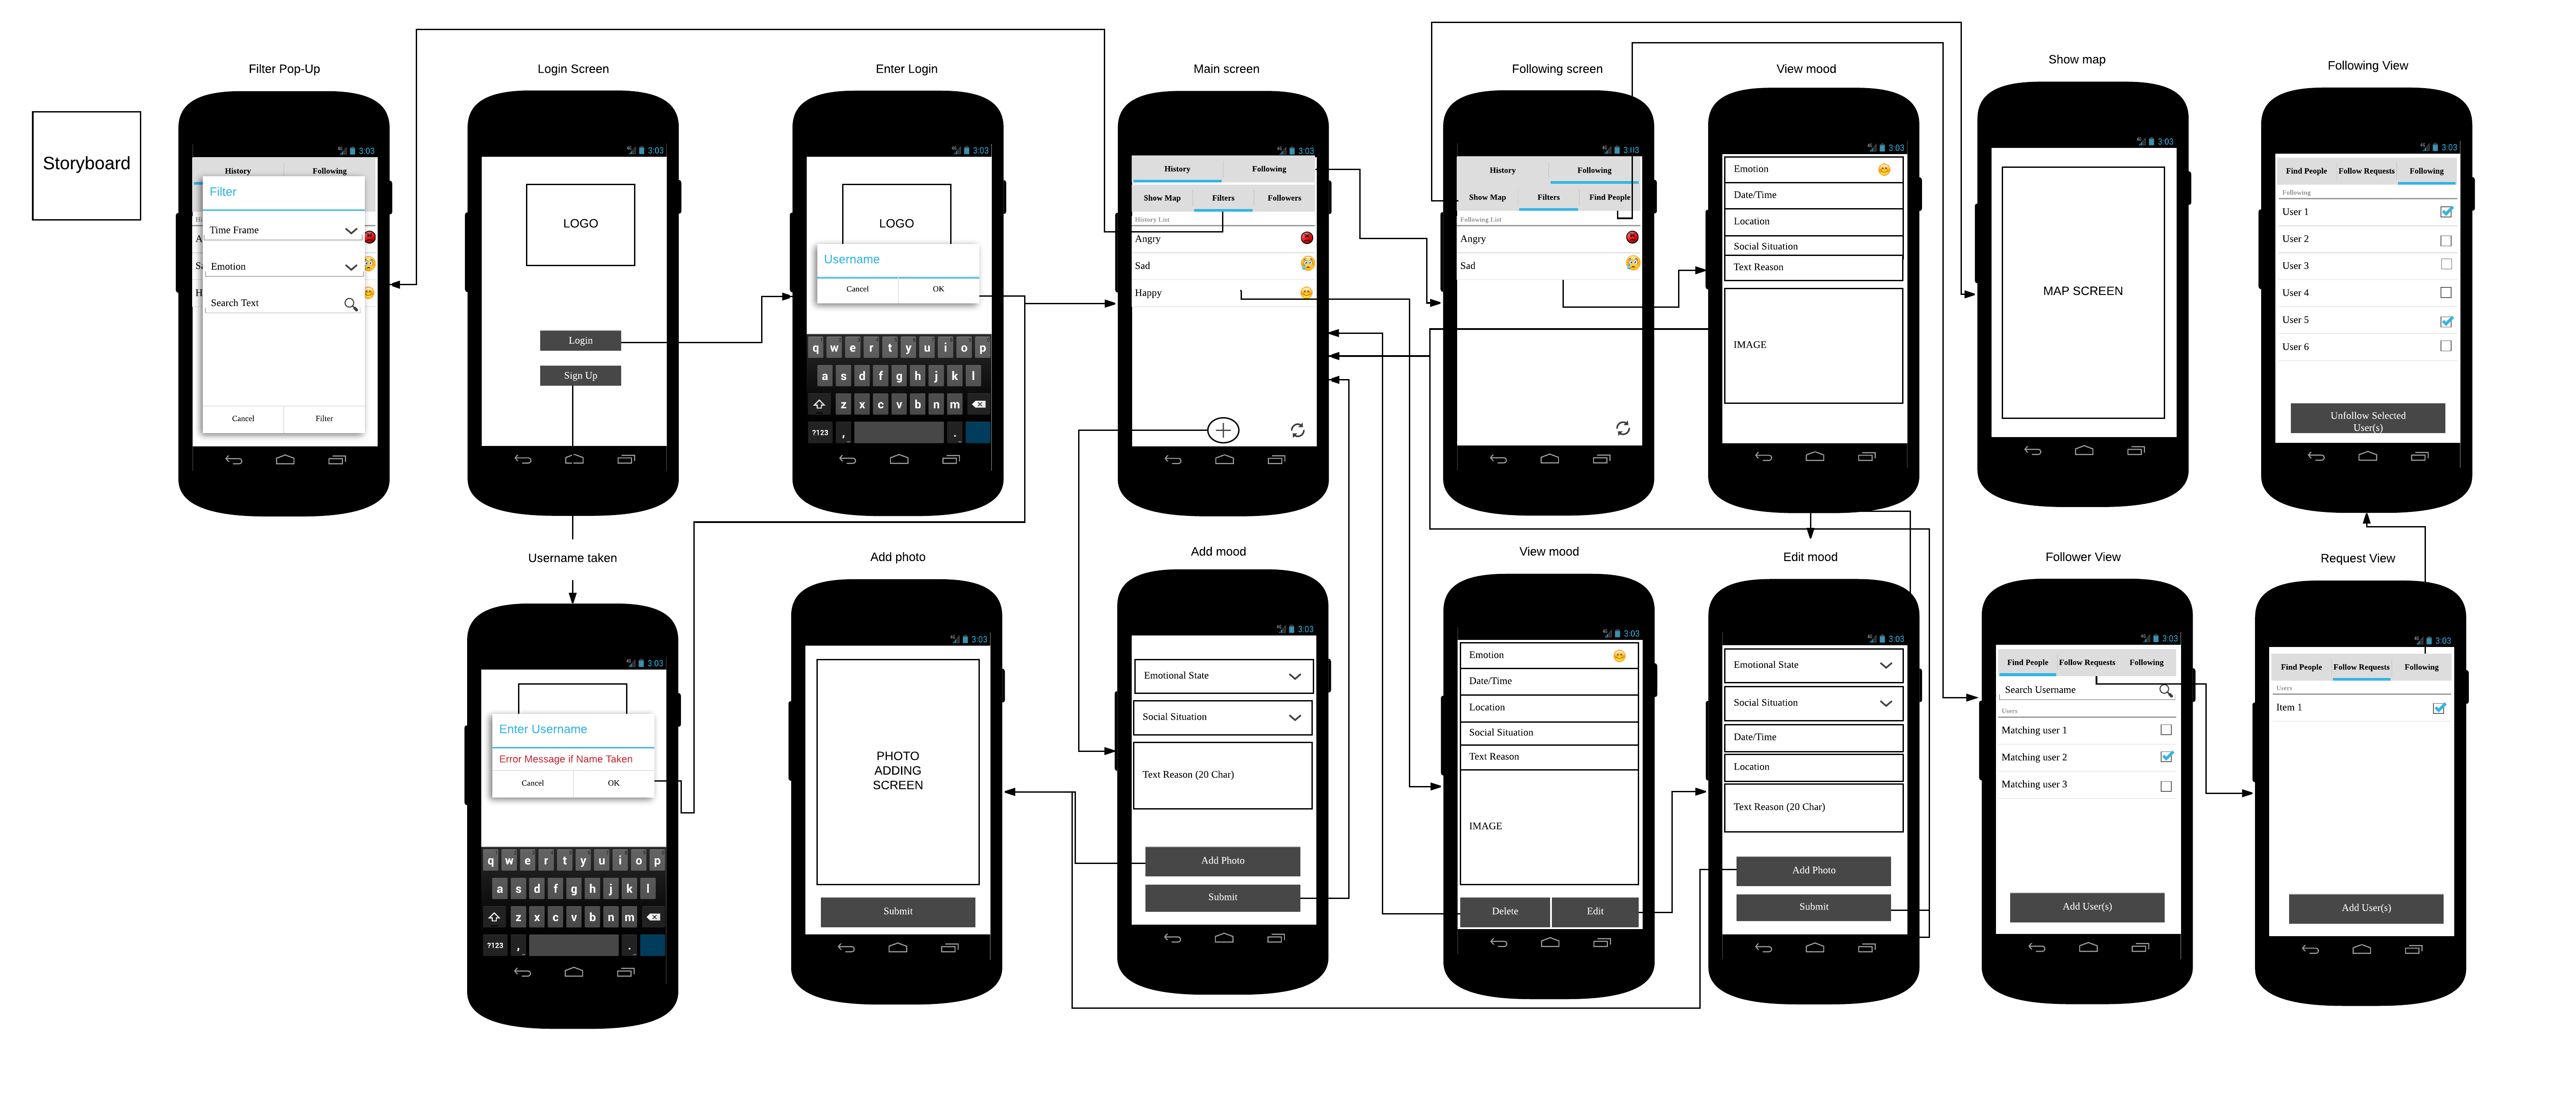 Storyboard
Filter Pop-Up
3:03
History Following
Filter
Time Frame
Emotion
Search Text
Cancel Filter
Login Screen
3:03
LOGO
Login
Sign Up
Enter Login
3:03
LOGO
Username
Cancel OK
q w e r t y u i o p
a s d f g h j k l
z x c v b n m
?123 , .
Main screen
3:03
History Following
Show Map Filters Followers
History List
Angry
Sad
Happy
Following screen
3:03
History Following
Show Map Filters Find People
Following List
Angry
Sad
View mood
3:03
Emotion
Date/Time
Location
Social Situation
Text Reason
IMAGE
Show map
3:03
MAP SCREEN
Following View
3:03
Find People Follow Requests Following
Following
User 1
User 2
User 3
User 4
User 5
User 6
Unfollow Selected
User(s)
Username taken
3:03
Enter Username
Error Message if Name Taken
Cancel OK
q w e r t y u i o p
a s d f g h j k l
z x c v b n m
?123 , .
Add photo
3:03
PHOTO
ADDING
SCREEN
Submit
Add mood
3:03
Emotional State
Social Situation
Text Reason (20 Char)
Add Photo
Submit
View mood
3:03
Emotion
Date/Time
Location
Social Situation
Text Reason
IMAGE
Delete Edit
Edit mood
3:03
Emotional State
Social Situation
Date/Time
Location
Text Reason (20 Char)
Add Photo
Submit
Follower View
3:03
Find People Follow Requests Following
Search Username
Users
Matching user 1
Matching user 2
Matching user 3
Add User(s)
Request View
3:03
Find People Follow Requests Following
Users
Item 1
Add User(s)